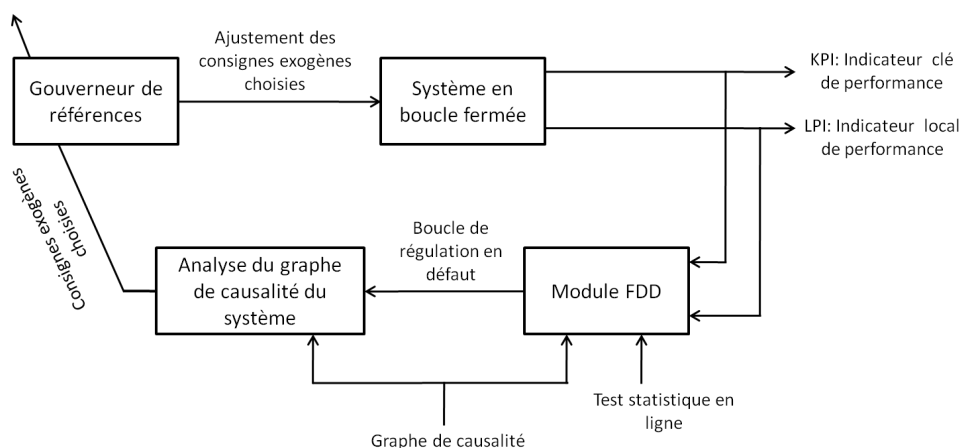 Ajustement des
consignes exogènes
choisies
Gouverneur de
références
Système en
boucle fermée
KPI: Indicateur clé
de performance
LPI: Indicateur local
de performance
Consignes exogènes
choisies
Boucle de
régulation en
défaut
Analyse du graphe
de causalité du
système
Module FDD
Test statistique en
ligne
Graphe de causalité